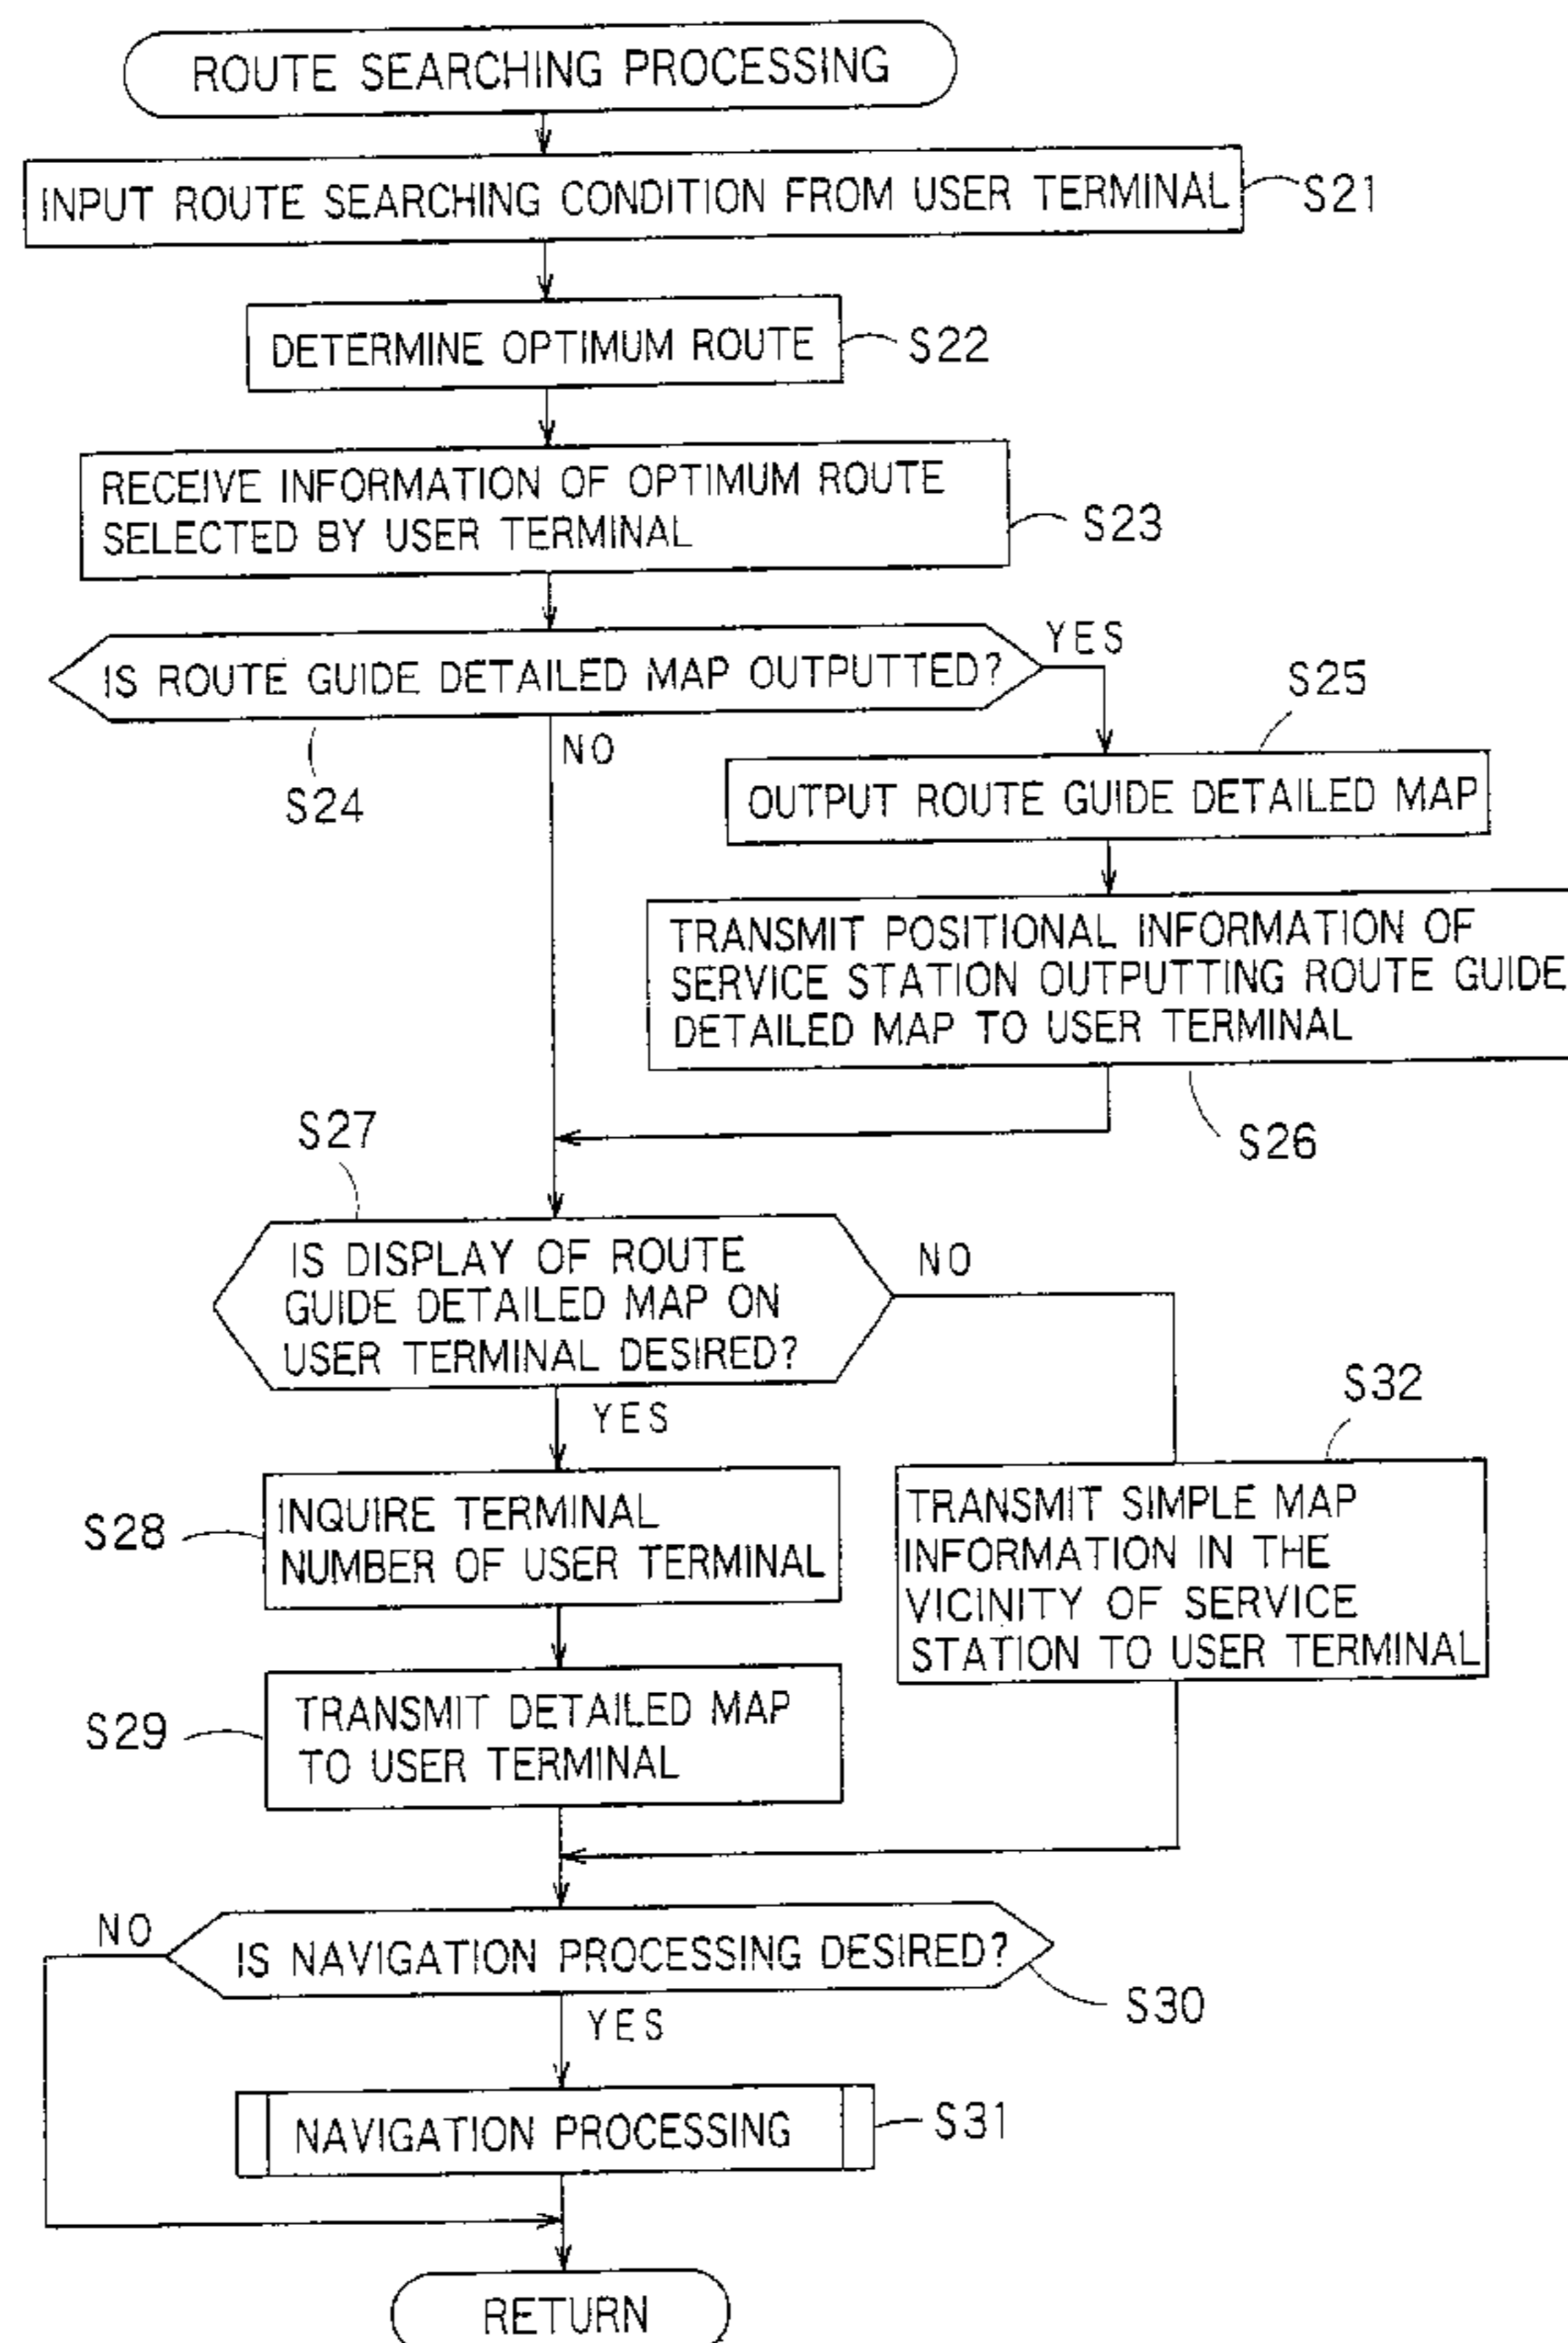 ROUTE SEARCHING PROCESSING
INPUT ROUTE SEARCHING CONDITION FROM USER TERMINAL
S21
DETERMINE OPTIMUM ROUTE
S22
RECEIVE INFORMATION OF OPTIMUM ROUTE
SELECTED BY USER TERMINAL
S23
IS ROUTE GUIDE DETAILED MAP OUTPUTTED?
YES
S24
NO
S25
OUTPUT ROUTE GUIDE DETAILED MAP
TRANSMIT POSITIONAL INFORMATION OF
SERVICE STATION OUTPUTTING ROUTE GUIDE
DETAILED MAP TO USER TERMINAL
S26
S27
IS DISPLAY OF ROUTE
GUIDE DETAILED MAP ON
USER TERMINAL DESIRED?
NO
YES
S28
INQUIRE TERMINAL
NUMBER OF USER TERMINAL
S32
TRANSMIT SIMPLE MAP
INFORMATION IN THE
VICINITY OF SERVICE
STATION TO USER TERMINAL
S29
TRANSMIT DETAILED MAP
TO USER TERMINAL
NO
IS NAVIGATION PROCESSING DESIRED?
S30
YES
NAVIGATION PROCESSING
S31
RETURN